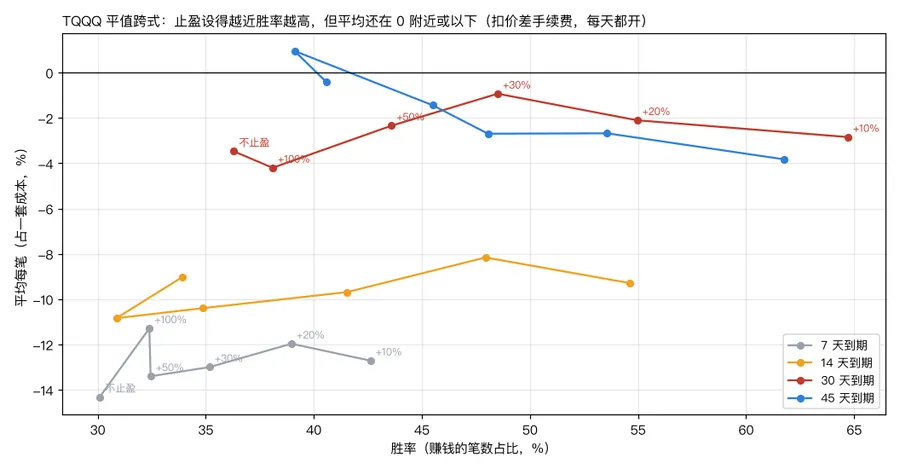 TQQQ 平值跨式：止盈设得越近胜率越高，但平均还在 0 附近或以下（扣价差手续费，每天都开）
平均每笔（占一套成本，%）
0
−2
−4
−6
−8
−10
−12
−14
不止盈
+100%
+50%
+30%
+20%
+10%
+100%
不止盈
+50%
+30%
+20%
+10%
7 天到期
14 天到期
30 天到期
45 天到期
30
35
40
45
50
55
60
65
胜率（赚钱的笔数占比，%）